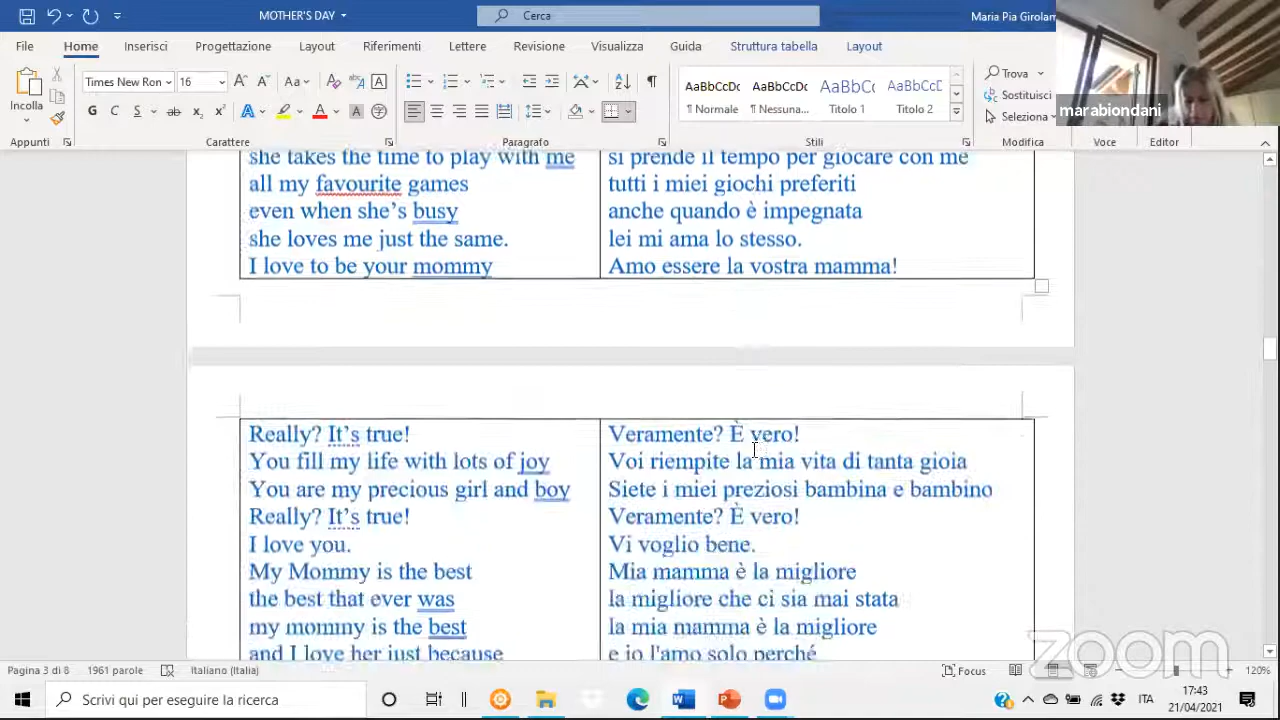 MOTHER'S DAY
Cerca
Maria Pia Girolam
File
Home
Inserisci
Progettazione
Layout
Riferimenti
Lettere
Revisione
Visualizza
Guida
Struttura tabella
Layout
Incolla
Times New Ron
16
Aa
G C S ab x₂ x²
AaBbCcDc
AaBbCcDc
AaBbCc
AaBbCcD
¶ Normale
¶ Nessuna...
Titolo 1
Titolo 2
Trova
Sostituisci
Seleziona
marabiondani
Appunti
Carattere
Paragrafo
Stili
Modifica
Voce
Editor
she takes the time to play with me
all my favourite games
even when she's busy
she loves me just the same.
I love to be your mommy
si prende il tempo per giocare con me
tutti i miei giochi preferiti
anche quando è impegnata
lei mi ama lo stesso.
Amo essere la vostra mamma!
Really? It's true!
You fill my life with lots of joy
You are my precious girl and boy
Really? It's true!
I love you.
My Mommy is the best
the best that ever was
my mommy is the best
and I love her just because
Veramente? È vero!
Voi riempite la mia vita di tanta gioia
Siete i miei preziosi bambina e bambino
Veramente? È vero!
Vi voglio bene.
Mia mamma è la migliore
la migliore che ci sia mai stata
la mia mamma è la migliore
e io l'amo solo perché
zoom
Pagina 3 di 8
1961 parole
Italiano (Italia)
Focus
120%
Scrivi qui per eseguire la ricerca
ITA
17:43
21/04/2021